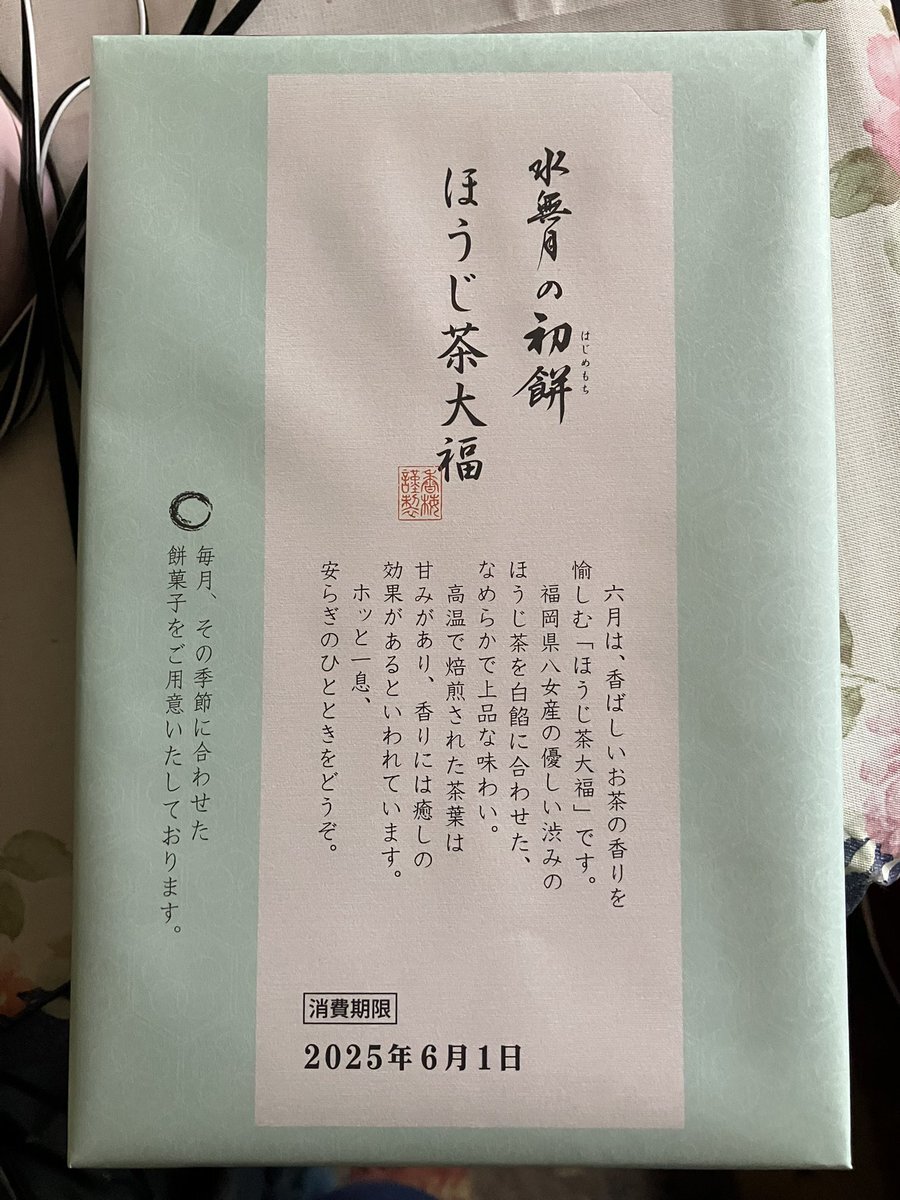 水無月の初餅
はじめもち
ほうじ茶大福
香梅
謹製
六月は、香ばしいお茶の香りを
愉しむ「ほうじ茶大福」です。
福岡県八女産の優しい渋みの
ほうじ茶を白餡に合わせた、
なめらかで上品な味わい。
高温で焙煎された茶葉は
甘みがあり、香りには癒しの
効果があるといわれています。
ホッと一息、
安らぎのひとときをどうぞ。
毎月、その季節に合わせた
餅菓子をご用意いたしております。
消費期限
2025年6月1日